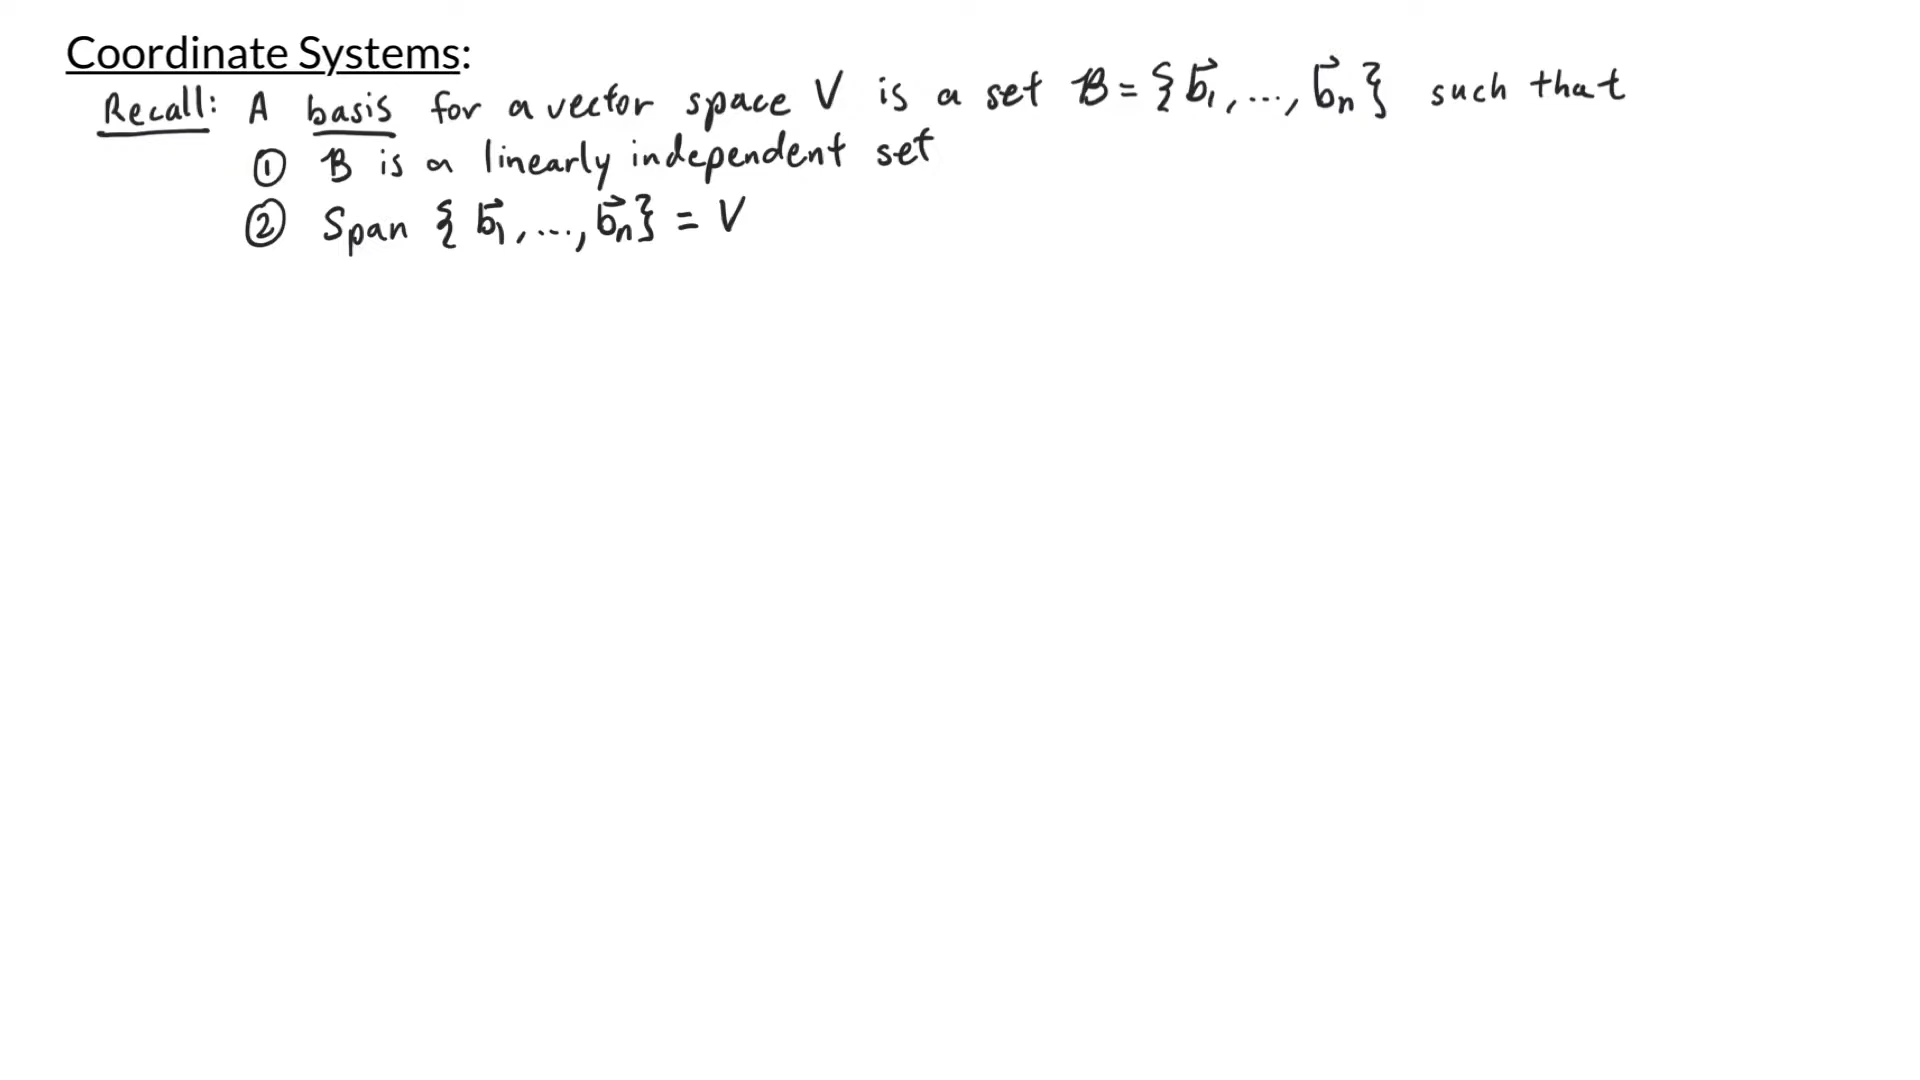 Coordinate Systems:
Recall: A basis for a vector space V is a set ℬ = {b⃗₁, ..., b⃗ₙ} such that
① ℬ is a linearly independent set
② Span {b⃗₁, ..., b⃗ₙ} = V